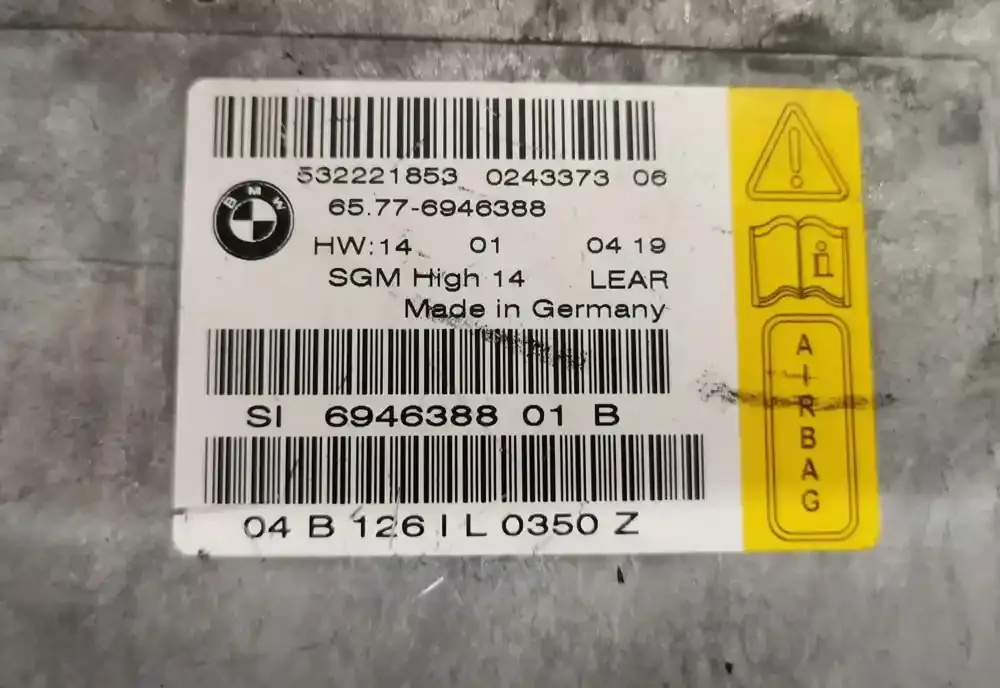 532221853 0243373 06
BMW
65.77-6946388
HW:14 01 04 19
SGM High 14 LEAR
Made in Germany
SI 6946388 01 B
04 B 126 I L 0350 Z
AIRBAG